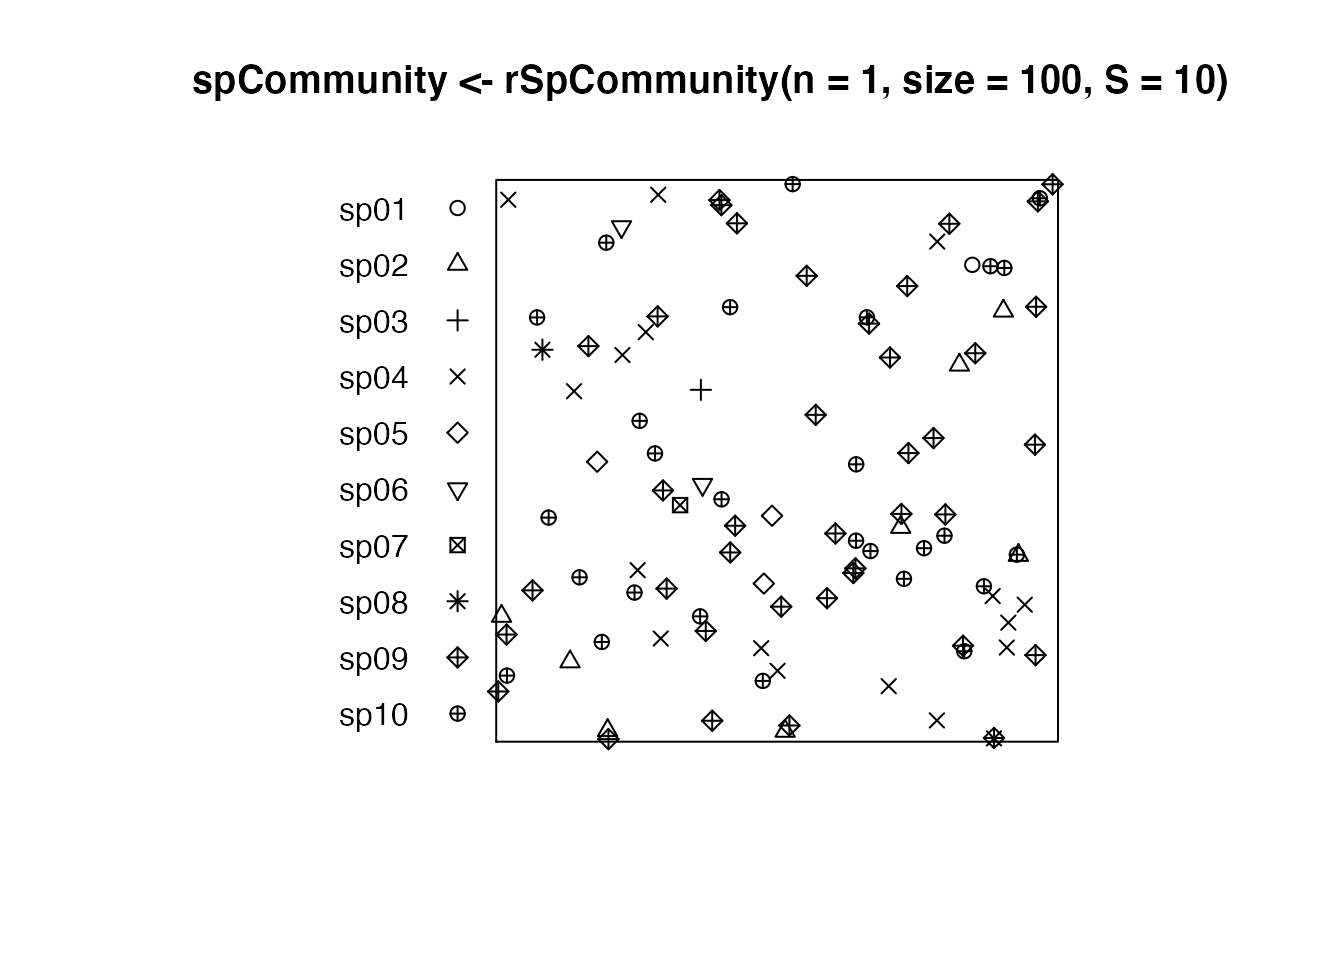 spCommunity <- rSpCommunity(n = 1, size = 100, S = 10)
sp01
sp02
sp03
sp04
sp05
sp06
sp07
sp08
sp09
sp10